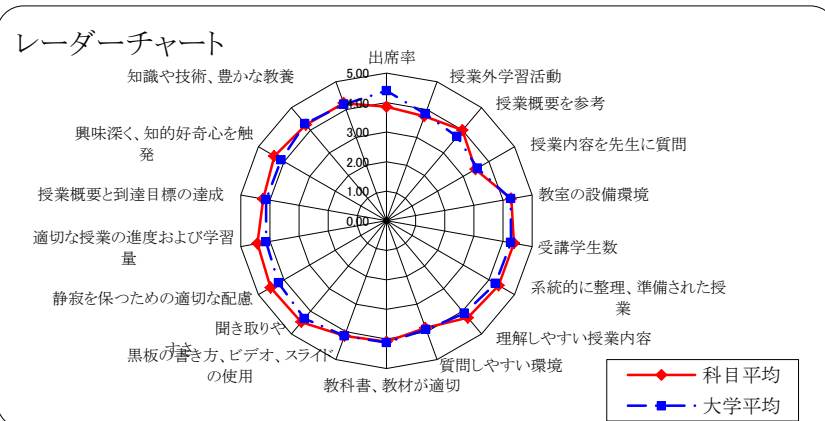 レーダーチャート
出席率
授業外学習活動
授業概要を参考
授業内容を先生に質問
教室の設備環境
受講学生数
系統的に整理、準備された授
業
理解しやすい授業内容
質問しやすい環境
教科書、教材が適切
黒板の書き方、ビデオ、スライド
の使用
聞き取りや
すさ
静寂を保つための適切な配慮
適切な授業の進度および学習
量
授業概要と到達目標の達成
興味深く、知的好奇心を触
発
知識や技術、豊かな教養
5.00
4.00
3.00
2.00
1.00
0.00
科目平均
大学平均